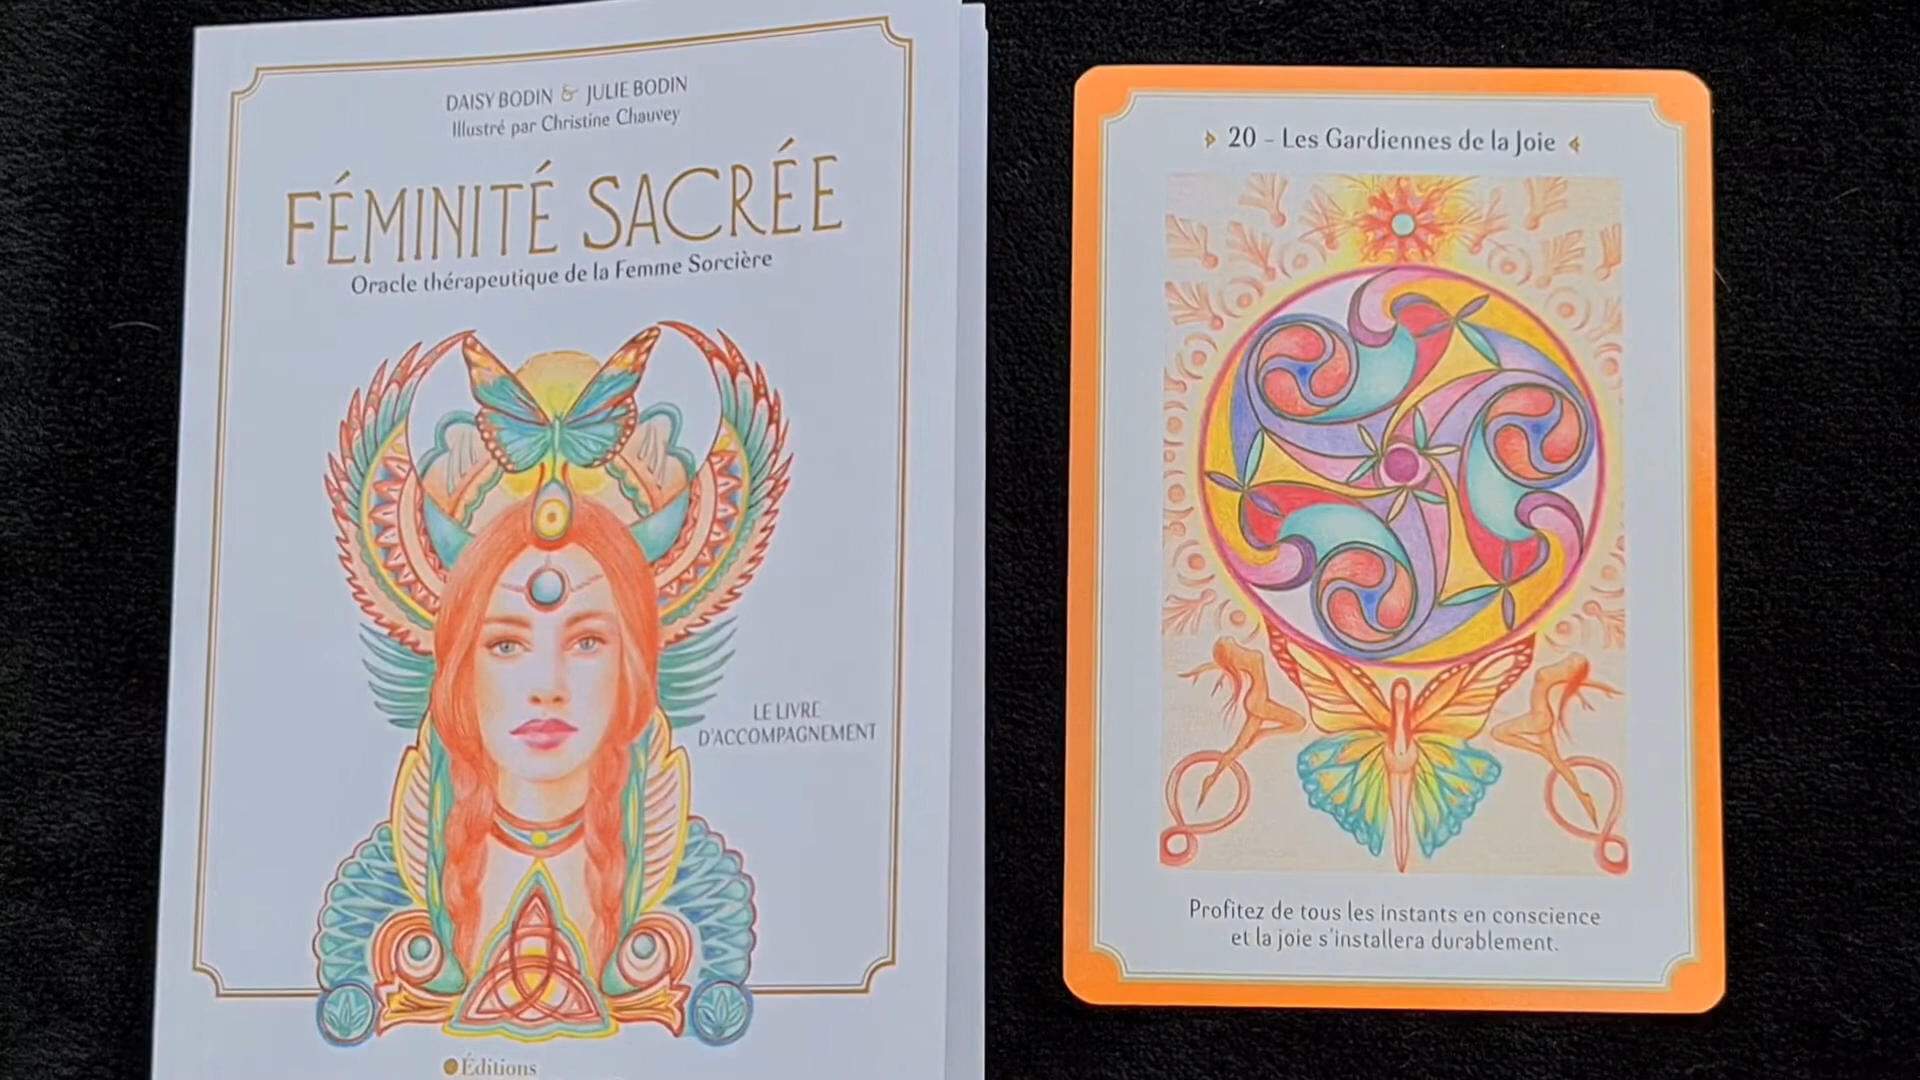 DAISY BODIN & JULIE BODIN
Illustré par Christine Chauvey
FÉMINITÉ SACRÉE
Oracle thérapeutique de la Femme Sorcière
LE LIVRE
D'ACCOMPAGNEMENT
Éditions
20 – Les Gardiennes de la Joie
Profitez de tous les instants en conscience
et la joie s'installera durablement.